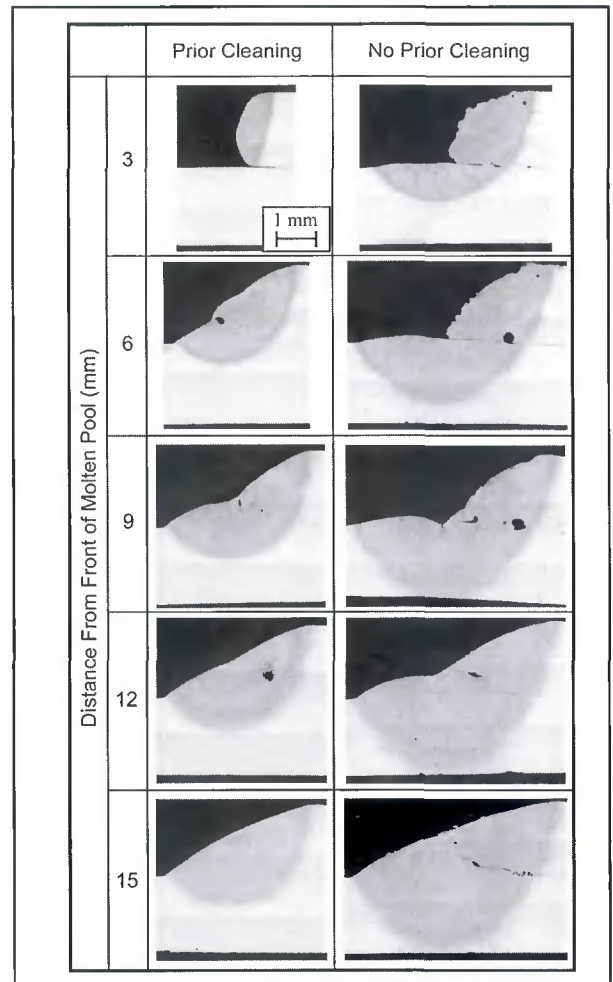 Prior Cleaning No Prior Cleaning
Distance From Front of Molten Pool (mm)
3
1 mm
6
9
12
15